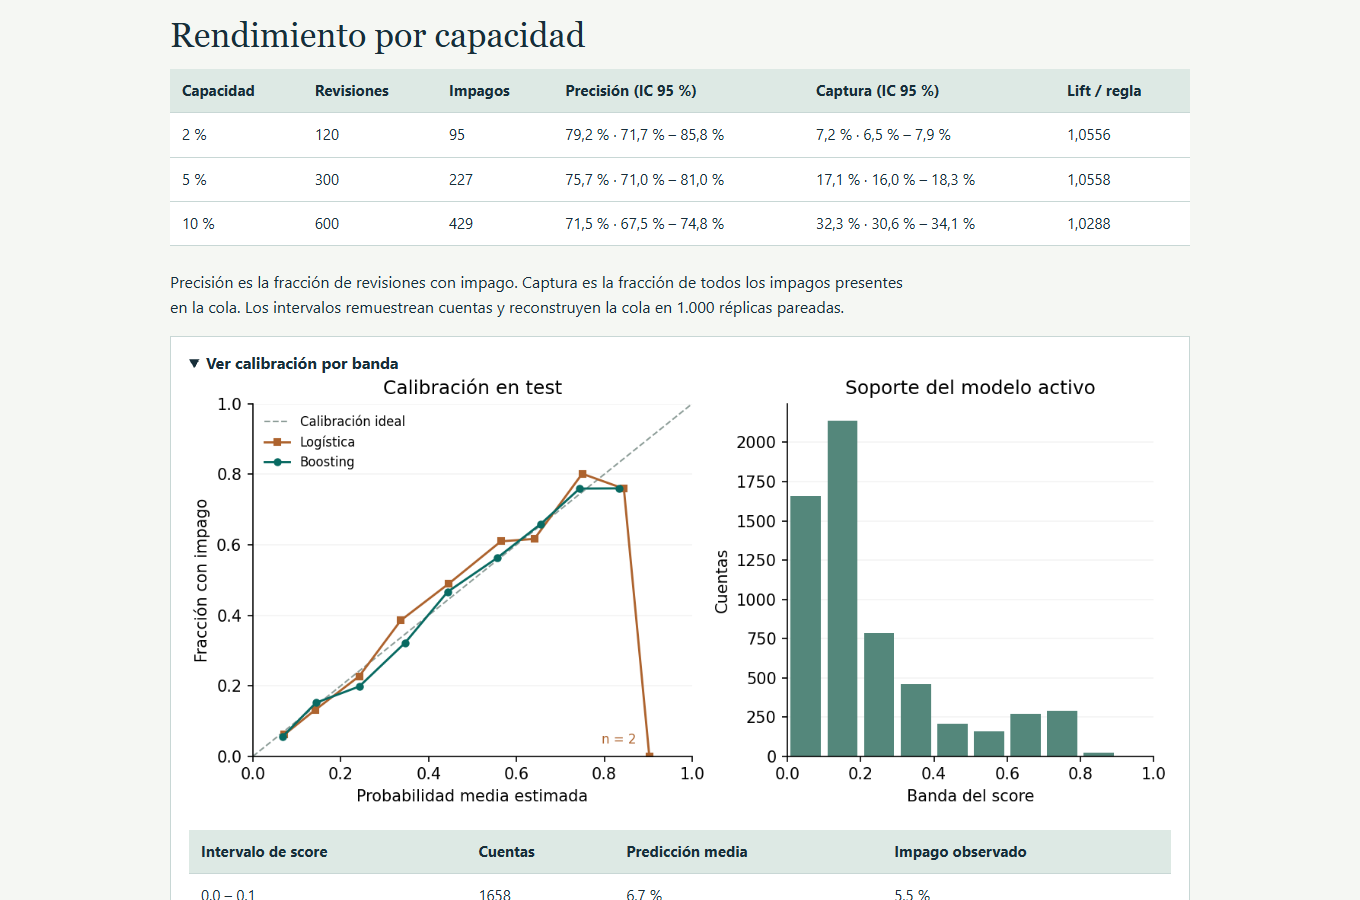 Rendimiento por capacidad
Capacidad Revisiones Impagos Precisión (IC 95 %) Captura (IC 95 %) Lift / regla
2 % 120 95 79,2 % · 71,7 % – 85,8 % 7,2 % · 6,5 % – 7,9 % 1,0556
5 % 300 227 75,7 % · 71,0 % – 81,0 % 17,1 % · 16,0 % – 18,3 % 1,0558
10 % 600 429 71,5 % · 67,5 % – 74,8 % 32,3 % · 30,6 % – 34,1 % 1,0288
Precisión es la fracción de revisiones con impago. Captura es la fracción de todos los impagos presentes
en la cola. Los intervalos remuestrean cuentas y reconstruyen la cola en 1.000 réplicas pareadas.
▼ Ver calibración por banda
Calibración en test
Calibración ideal
Logística
Boosting
Fracción con impago
1.0
0.8
0.6
0.4
0.2
0.0
n = 2
0.0 0.2 0.4 0.6 0.8 1.0
Probabilidad media estimada
Soporte del modelo activo
Cuentas
2000
1750
1500
1250
1000
750
500
250
0
0.0 0.2 0.4 0.6 0.8 1.0
Banda del score
Intervalo de score Cuentas Predicción media Impago observado
0.0 – 0.1 1658 6.7 % 5.5 %